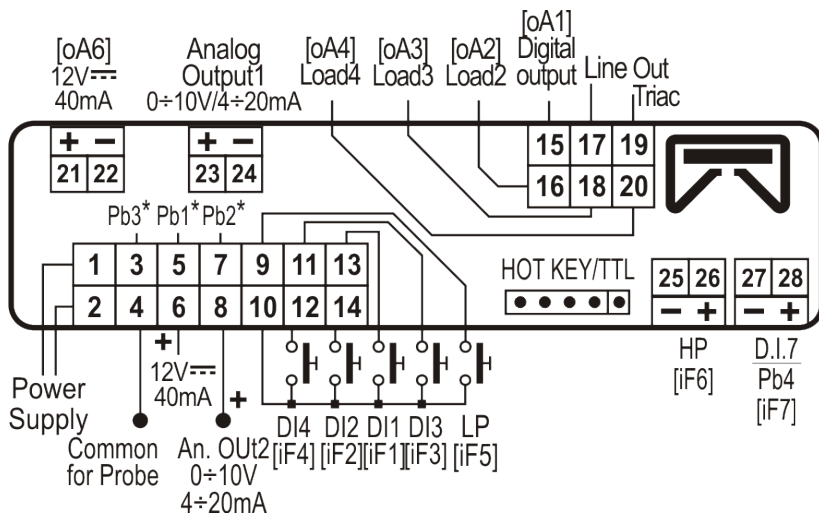 [oA6]
12V
40mA
Analog
Output1
0÷10V/4÷20mA
[oA4]
Load4
[oA3]
Load3
[oA2]
Load2
[oA1]
Digital
output
Line Out
Triac
+ −
21 22
+ −
23 24
15 17 19
16 18 20
Pb3* Pb1* Pb2*
1 3 5 7 9 11 13
2 4 6 8 10 12 14
HOT KEY/TTL
25 26
− +
27 28
− +
HP
[iF6]
D.I.7
Pb4
[iF7]
Power
Supply
+
12V
40mA
+
Common
for Probe
An. OUt2
0÷10V
4÷20mA
DI4
[iF4]
DI2
[iF2]
DI1
[iF1]
DI3
[iF3]
LP
[iF5]